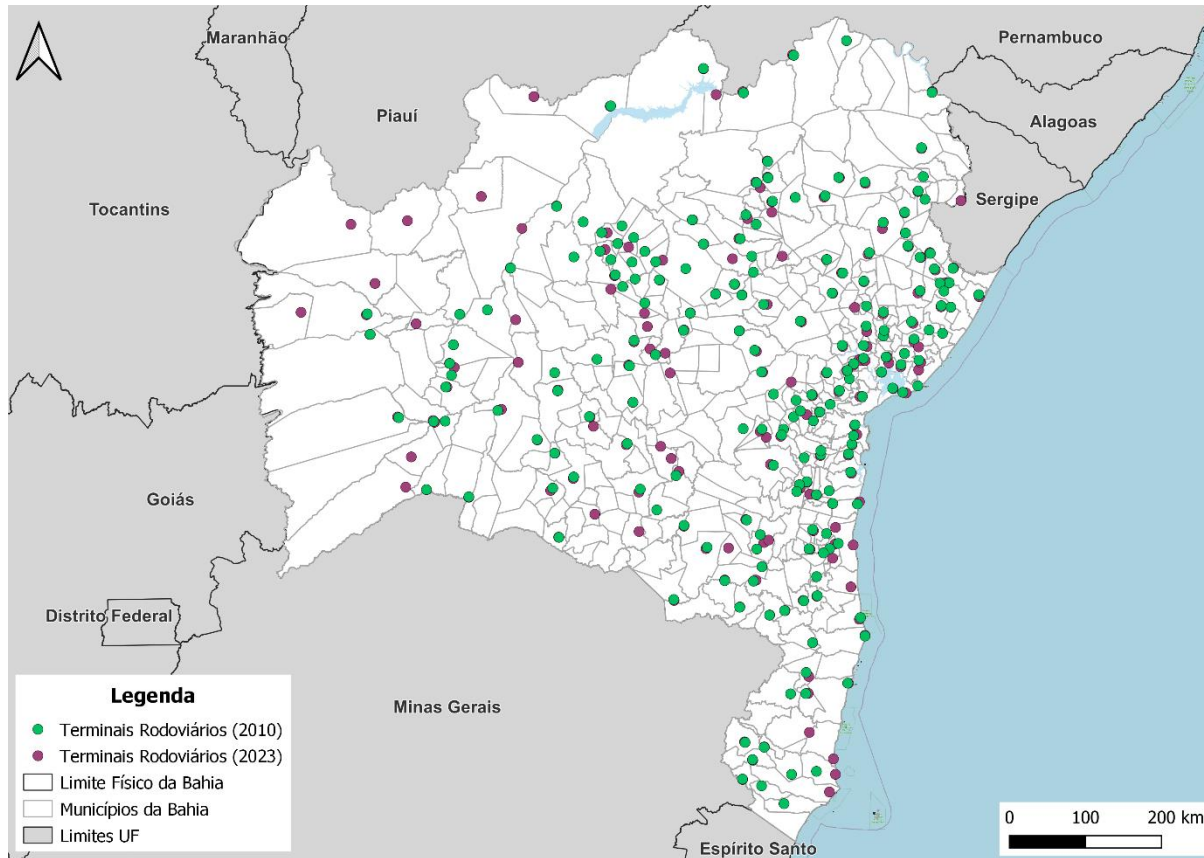 Maranhão
Pernambuco
Piauí
Alagoas
Sergipe
Tocantins
Goiás
Distrito Federal
Minas Gerais
Espírito Santo
Legenda
Terminais Rodoviários (2010)
Terminais Rodoviários (2023)
Limite Físico da Bahia
Municípios da Bahia
Limites UF
0 100 200 km